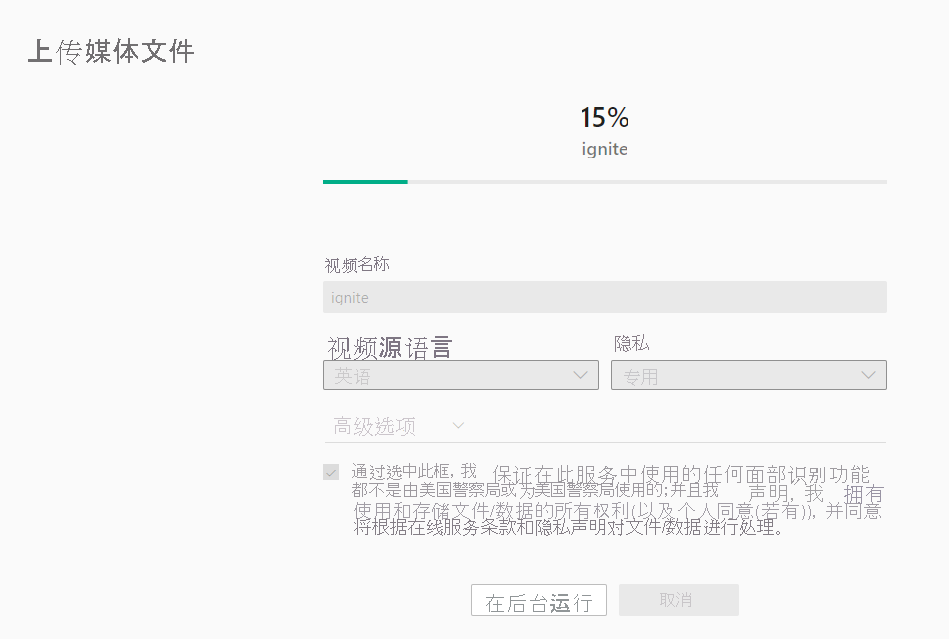 上传媒体文件
15%
ignite
视频名称
ignite
视频源语言
隐私
英语
专用
高级选项
通过选中此框, 我 保证在此服务中使用的任何面部识别功能
都不是由美国警察局或为美国警察局使用的;并且我 声明, 我 拥有
使用和存储文件/数据的所有权利(以及个人同意(若有)), 并同意
将根据在线服务条款和隐私声明对文件/数据进行处理。
在后台运行
取消